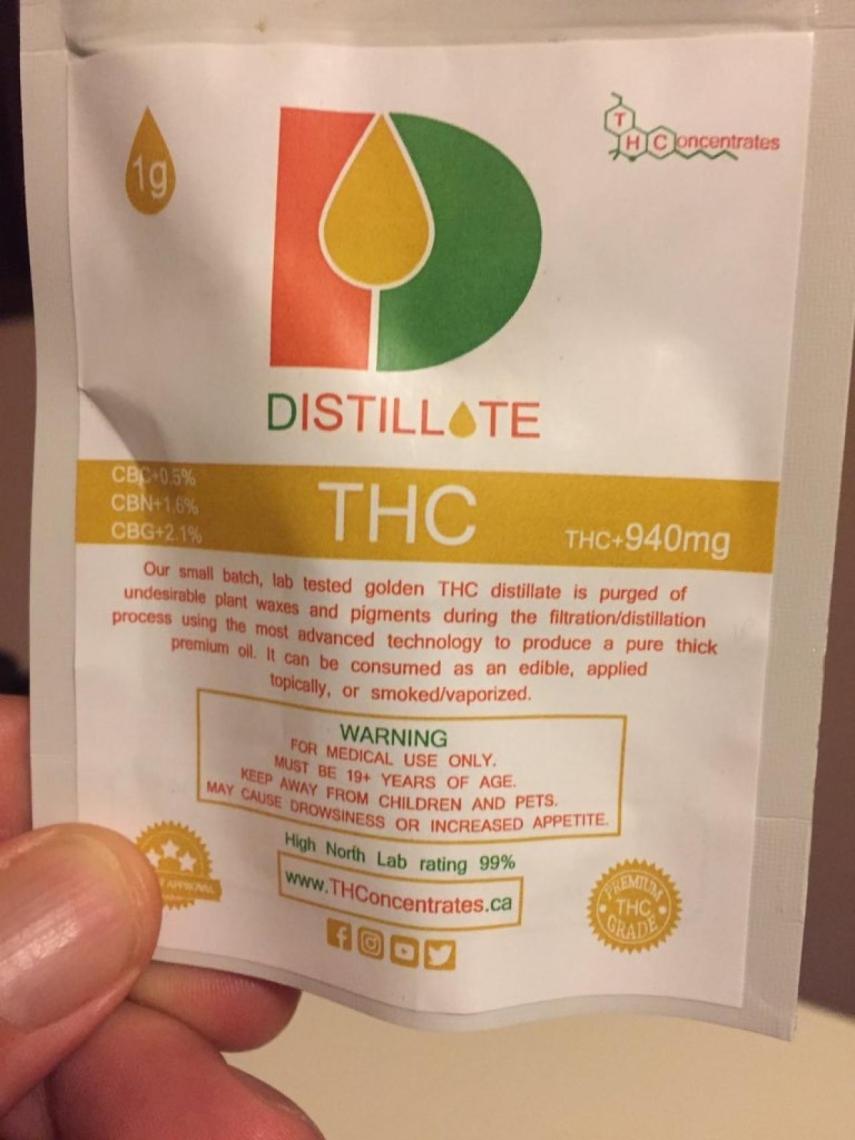 1g
THConcentrates
DISTILLATE
CBC+0.5%
CBN+1.6%
CBG+2.1%
THC
THC+940mg
Our small batch, lab tested golden THC distillate is purged of
undesirable plant waxes and pigments during the filtration/distillation
process using the most advanced technology to produce a pure thick
premium oil. It can be consumed as an edible, applied
topically, or smoked/vaporized.
WARNING
FOR MEDICAL USE ONLY.
MUST BE 19+ YEARS OF AGE.
KEEP AWAY FROM CHILDREN AND PETS.
MAY CAUSE DROWSINESS OR INCREASED APPETITE.
High North Lab rating 99%
www.THConcentrates.ca
PREMIUM
THC
GRADE